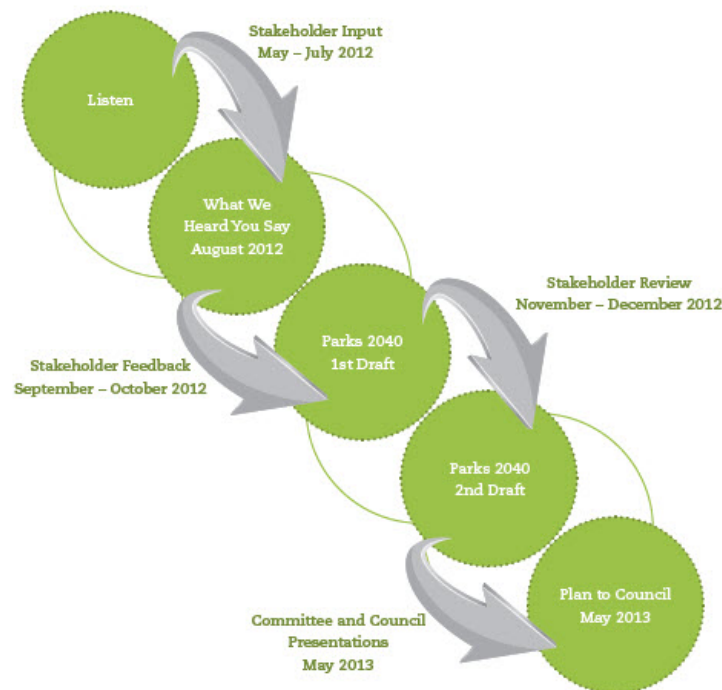 Stakeholder Input
May – July 2012
Listen
What We
Heard You Say
August 2012
Stakeholder Review
November – December 2012
Parks 2040
1st Draft
Stakeholder Feedback
September – October 2012
Parks 2040
2nd Draft
Plan to Council
May 2013
Committee and Council
Presentations
May 2013